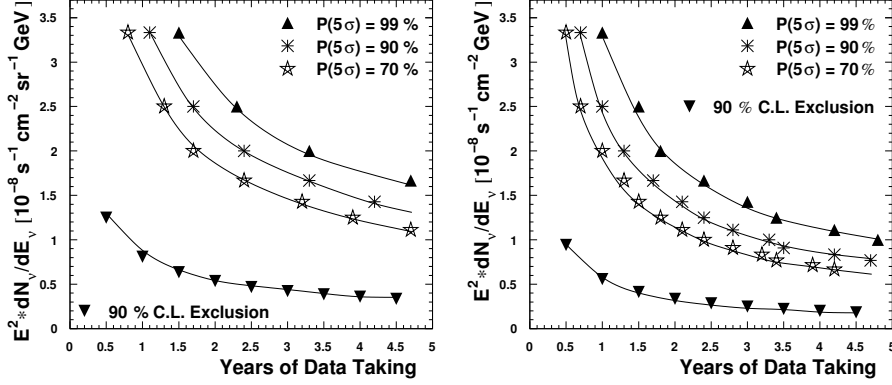 E²*dN_ν/dE_ν [10⁻⁸ s⁻¹ cm⁻² sr⁻¹ GeV]
3.5
3
2.5
2
1.5
1
0.5
0
P(5σ) = 99 %
P(5σ) = 90 %
P(5σ) = 70 %
90 % C.L. Exclusion
0 0.5 1 1.5 2 2.5 3 3.5 4 4.5 5
Years of Data Taking
E²*dN_ν/dE_ν [10⁻⁸ s⁻¹ cm⁻² GeV]
3.5
3
2.5
2
1.5
1
0.5
0
P(5σ) = 99 %
P(5σ) = 90 %
P(5σ) = 70 %
90 % C.L. Exclusion
0 0.5 1 1.5 2 2.5 3 3.5 4 4.5 5
Years of Data Taking